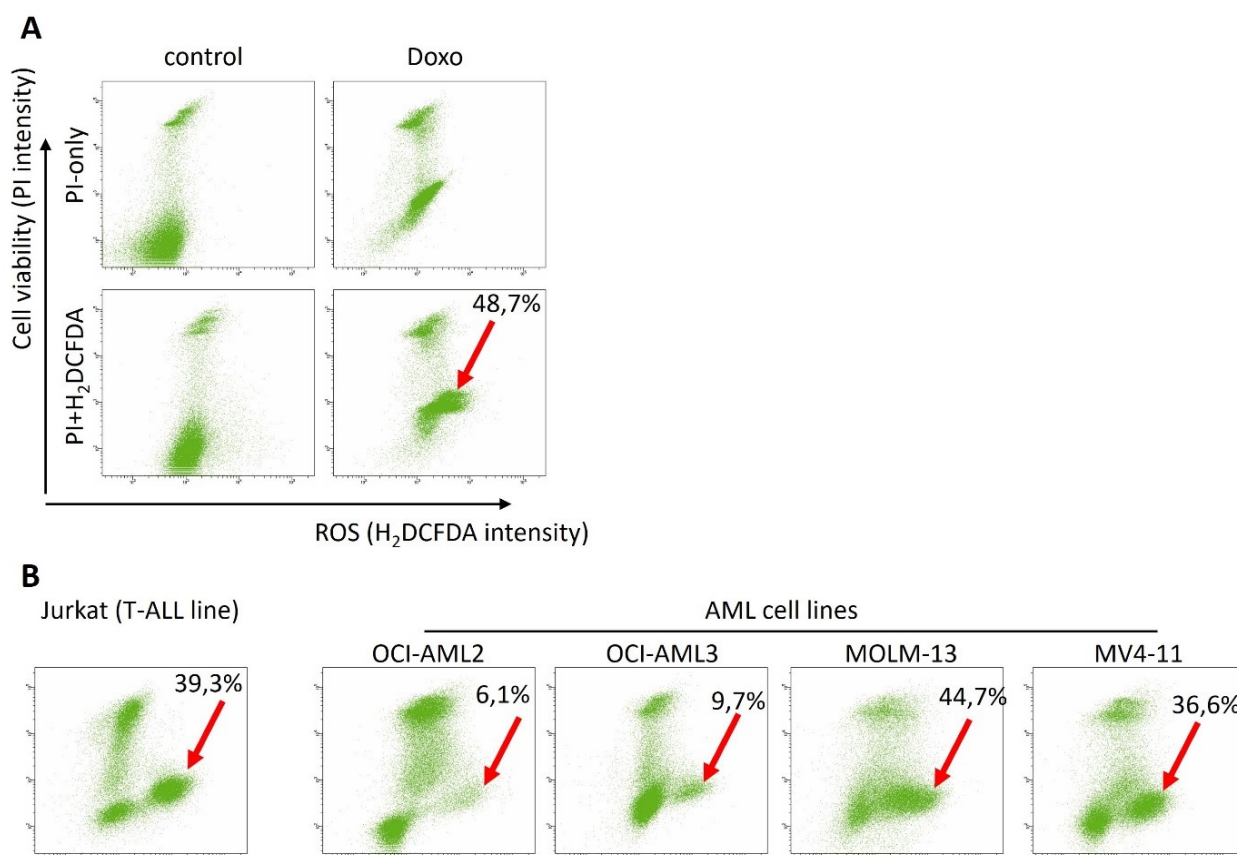 A
control Doxo
Cell viability (PI intensity)
PI-only
48,7%
PI+H₂DCFDA
ROS (H₂DCFDA intensity)
B
Jurkat (T-ALL line) AML cell lines
OCI-AML2 OCI-AML3 MOLM-13 MV4-11
39,3% 6,1% 9,7% 44,7% 36,6%